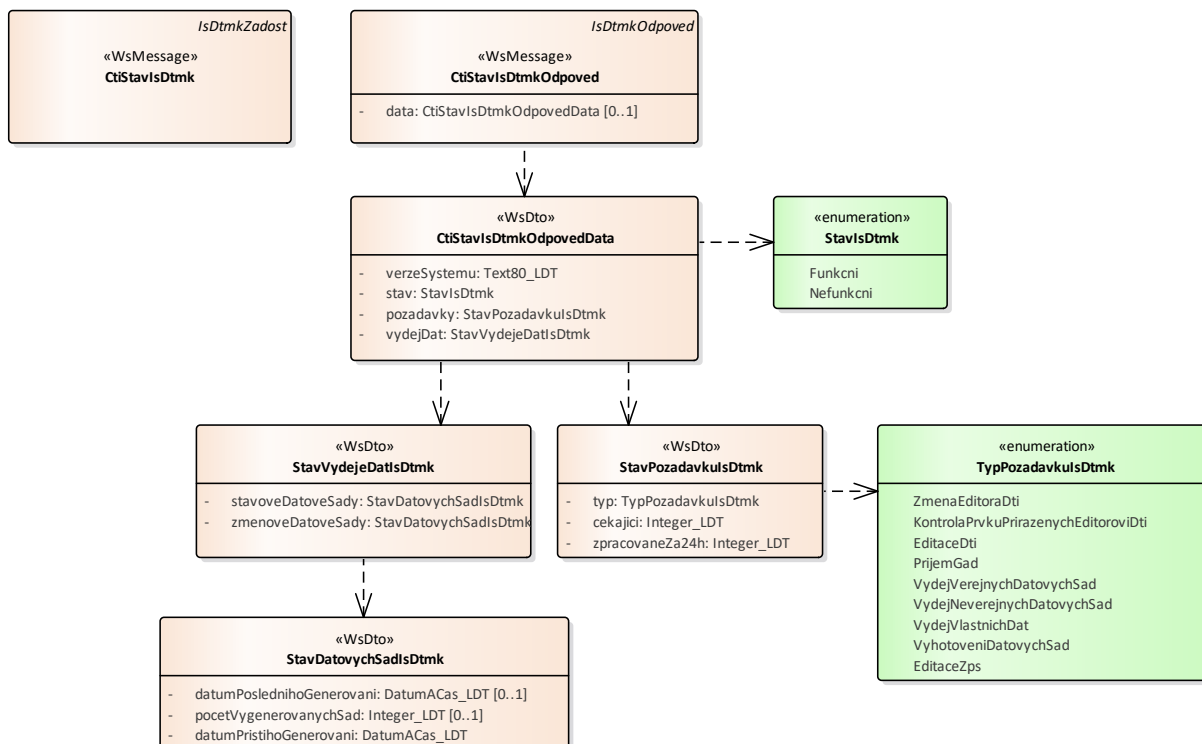 IsDtmkZadost
«WsMessage»
CtiStavIsDtmk
IsDtmkOdpoved
«WsMessage»
CtiStavIsDtmkOdpoved
- data: CtiStavIsDtmkOdpovedData [0..1]
«WsDto»
CtiStavIsDtmkOdpovedData
- verzeSystemu: Text80_LDT
- stav: StavIsDtmk
- pozadavky: StavPozadavkuIsDtmk
- vydejDat: StavVydejeDatIsDtmk
«enumeration»
StavIsDtmk
Funkcni
Nefunkcni
«WsDto»
StavVydejeDatIsDtmk
- stavoveDatoveSady: StavDatovychSadIsDtmk
- zmenoveDatoveSady: StavDatovychSadIsDtmk
«WsDto»
StavPozadavkuIsDtmk
- typ: TypPozadavkuIsDtmk
- cekajici: Integer_LDT
- zpracovaneZa24h: Integer_LDT
«enumeration»
TypPozadavkuIsDtmk
ZmenaEditoraDti
KontrolaPrvkuPrirazenychEditoroviDti
EditaceDti
PrijemGad
VydejVerejnychDatovychSad
VydejNeverejnychDatovychSad
VydejVlastnichDat
VyhotoveniDatovychSad
EditaceZps
«WsDto»
StavDatovychSadIsDtmk
- datumPoslednihoGenerovani: DatumACas_LDT [0..1]
- pocetVygenerovanychSad: Integer_LDT [0..1]
- datumPristihoGenerovani: DatumACas_LDT